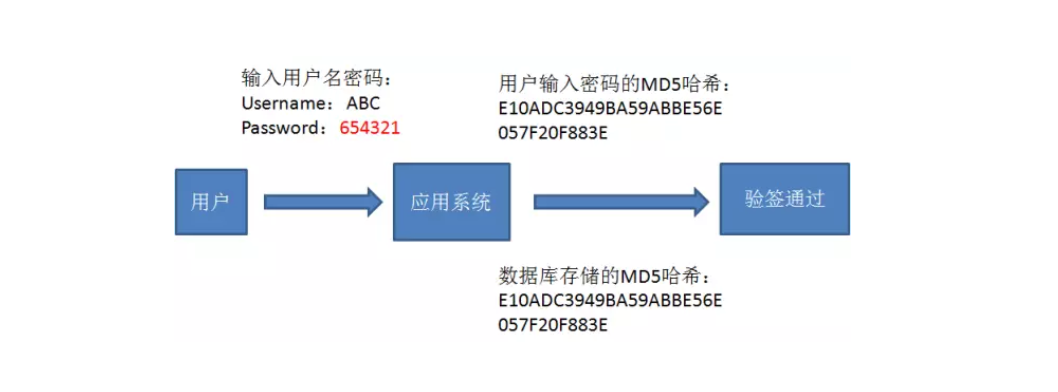 输入用户名密码：
Username：ABC
Password：654321
用户输入密码的MD5哈希：
E10ADC3949BA59ABBE56E
057F20F883E
用户
应用系统
验签通过
数据库存储的MD5哈希：
E10ADC3949BA59ABBE56E
057F20F883E